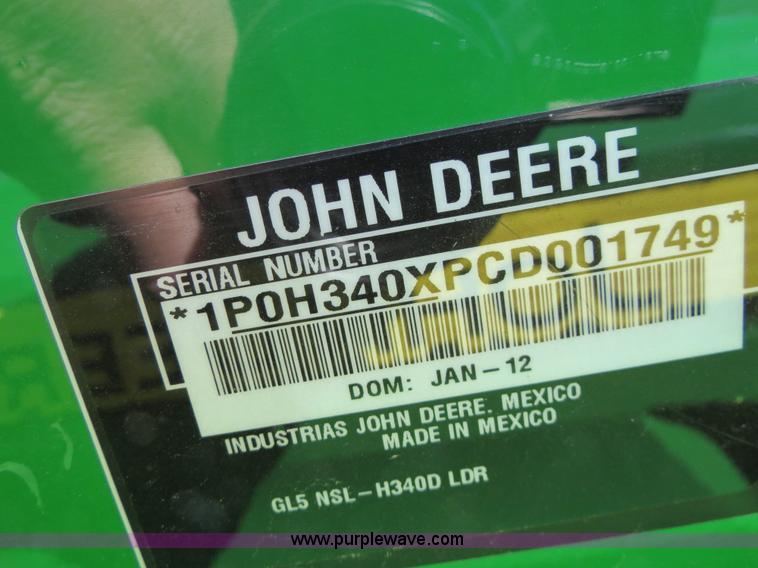 JOHN DEERE
SERIAL NUMBER
*1P0H340XPCD001749*
DOM: JAN-12
INDUSTRIAS JOHN DEERE. MEXICO
MADE IN MEXICO
GL5 NSL-H340D LDR
www.purplewave.com